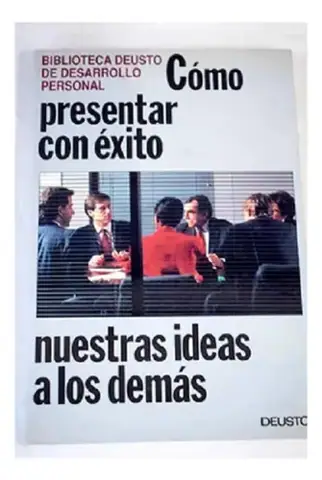 BIBLIOTECA DEUSTO
DE DESARROLLO
PERSONAL
Cómo
presentar
con éxito
nuestras ideas
a los demás
DEUSTO